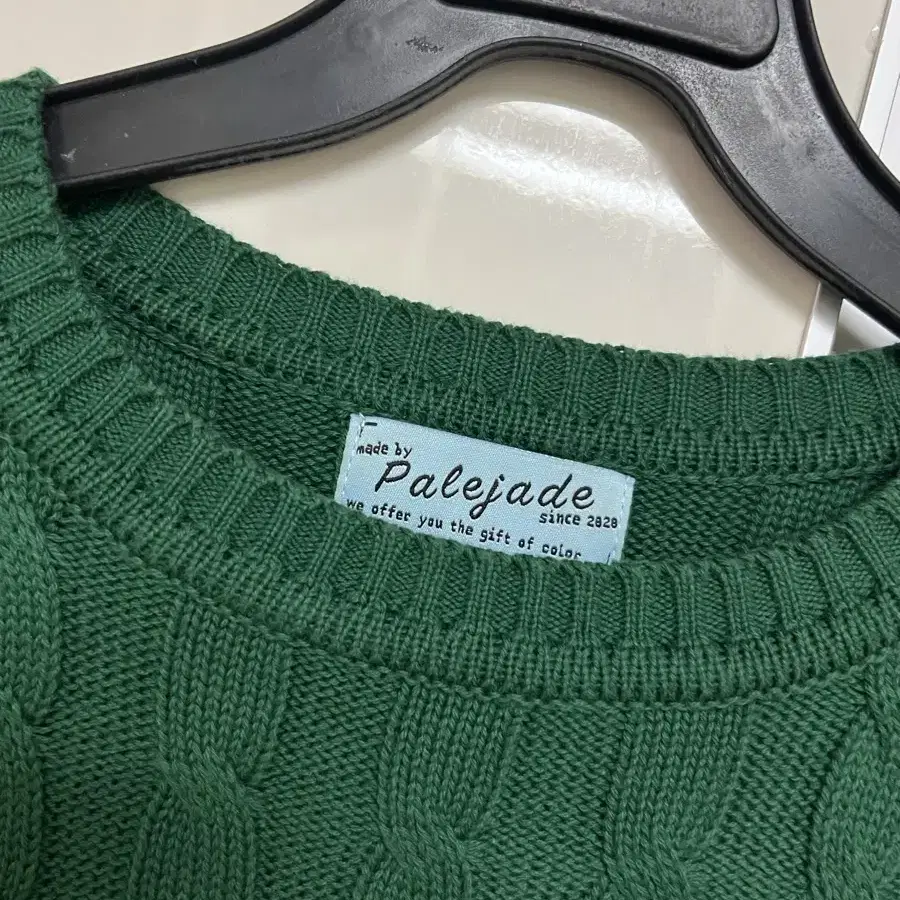 made by
Palejade
since 2020
we offer you the gift of color